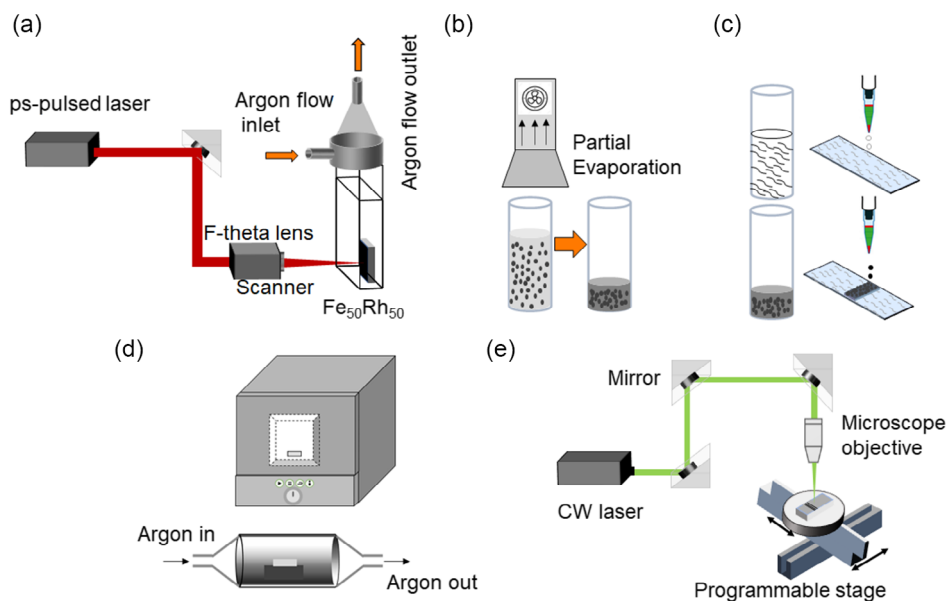 (a)
ps-pulsed laser
Argon flow
inlet
Argon flow outlet
F-theta lens
Scanner
Fe₅₀Rh₅₀
(b)
Partial
Evaporation
(c)
(d)
Argon in
Argon out
(e)
Mirror
Microscope
objective
CW laser
Programmable stage